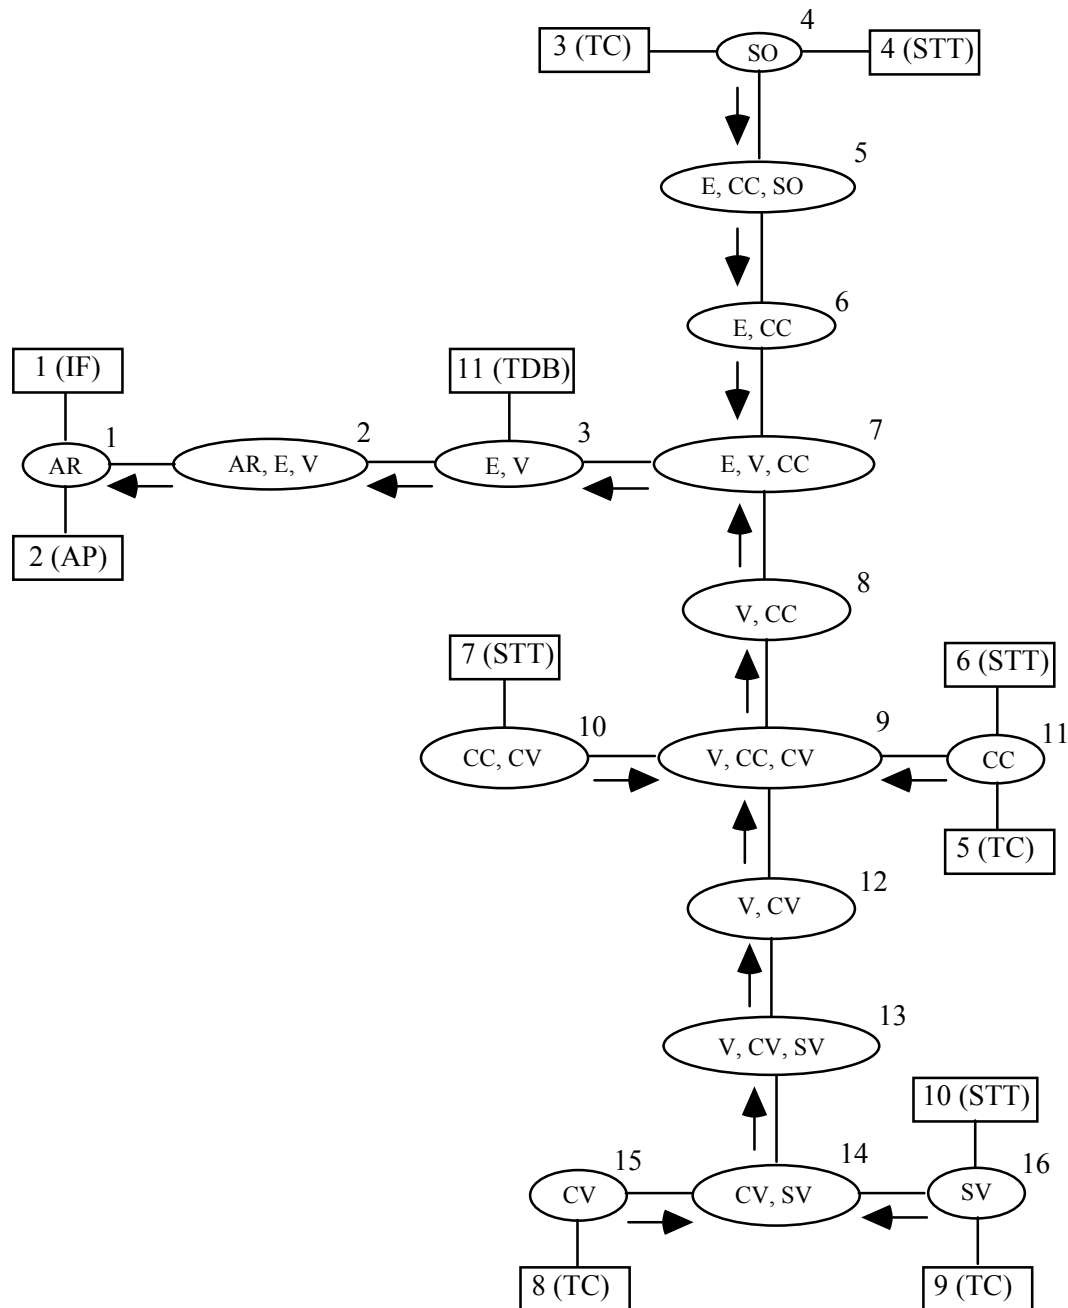 4
3 (TC)
SO
4 (STT)
5
E, CC, SO
6
E, CC
1 (IF)
11 (TDB)
1
2
3
7
AR
AR, E, V
E, V
E, V, CC
2 (AP)
8
V, CC
7 (STT)
6 (STT)
10
9
11
CC, CV
V, CC, CV
CC
5 (TC)
12
V, CV
13
V, CV, SV
10 (STT)
15
14
16
CV
CV, SV
SV
8 (TC)
9 (TC)